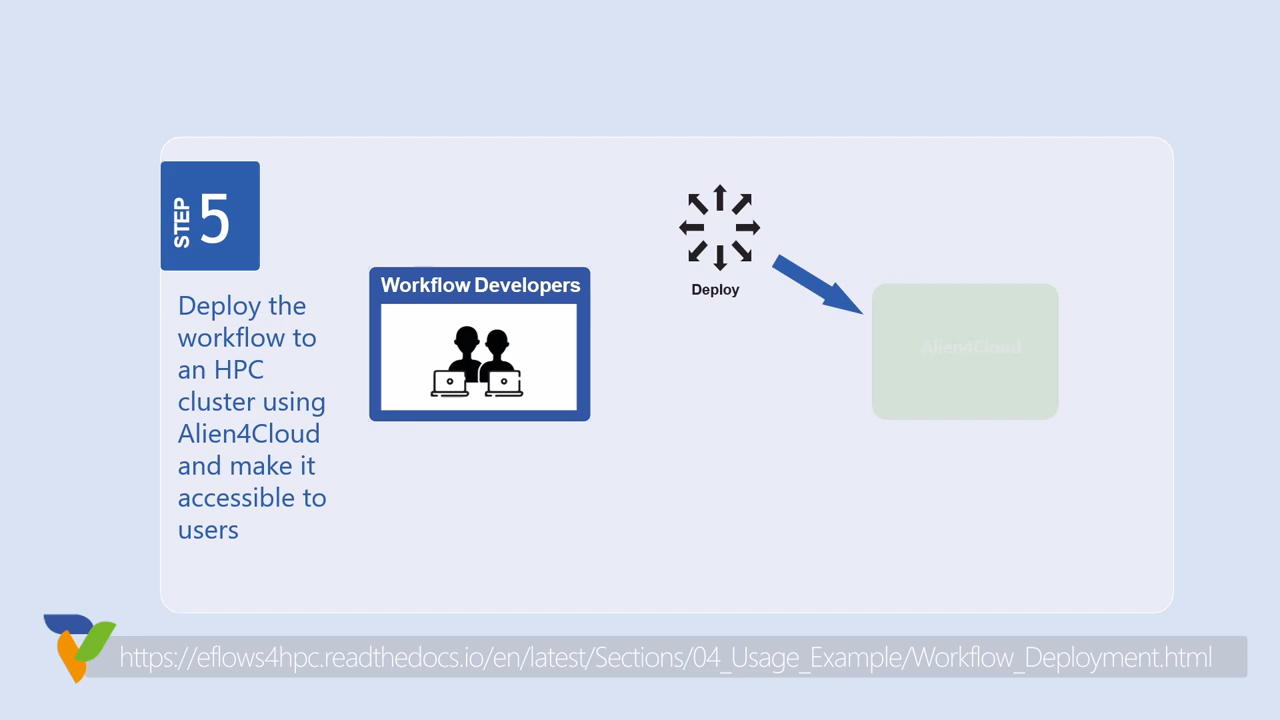 STEP 5
Deploy the
workflow to
an HPC
cluster using
Alien4Cloud
and make it
accessible to
users
Workflow Developers
Deploy
Alien4Cloud
https://eflows4hpc.readthedocs.io/en/latest/Sections/04_Usage_Example/Workflow_Deployment.html